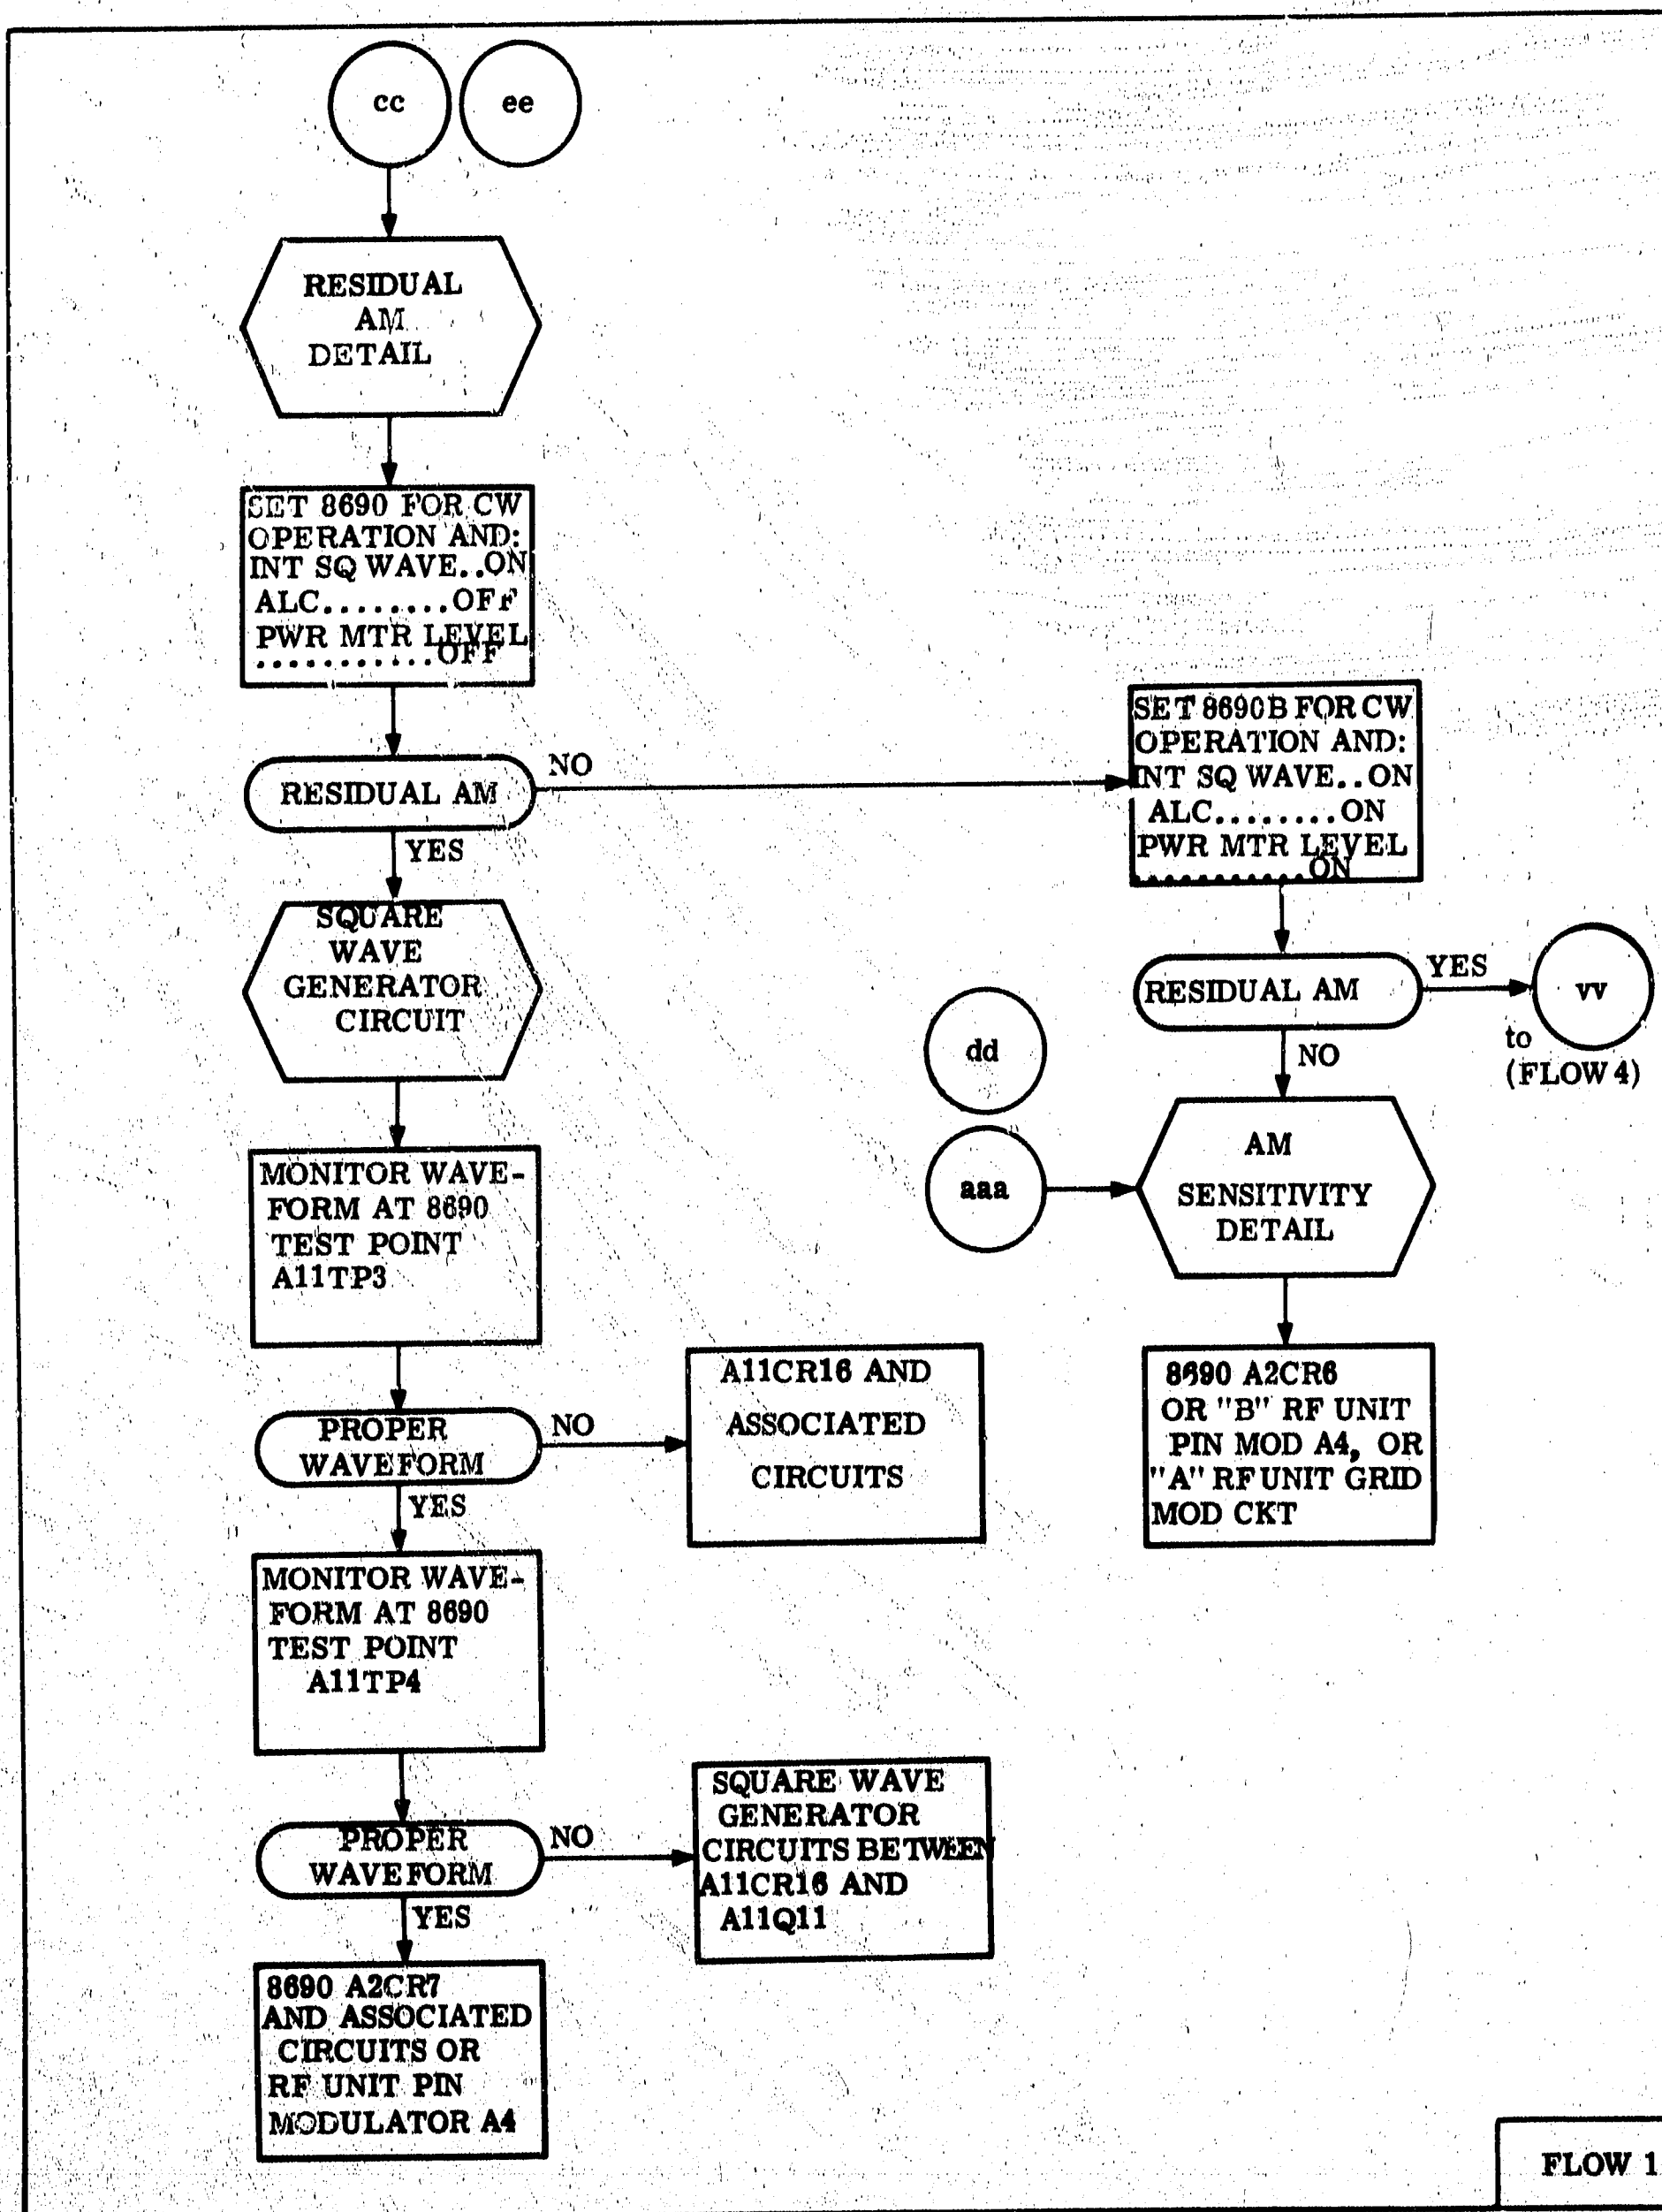 cc
ee
RESIDUAL
AM
DETAIL
SET 8690 FOR CW
OPERATION AND:
INT SQ WAVE..ON
ALC........OFF
PWR MTR LEVEL
...........OFF
RESIDUAL AM
NO
YES
SET 8690B FOR CW
OPERATION AND:
INT SQ WAVE..ON
ALC........ON
PWR MTR LEVEL
..........ON
RESIDUAL AM
YES
vv
to
(FLOW 4)
NO
SQUARE
WAVE
GENERATOR
CIRCUIT
dd
aaa
AM
SENSITIVITY
DETAIL
MONITOR WAVE-
FORM AT 8690
TEST POINT
A11TP3
8690 A2CR6
OR "B" RF UNIT
PIN MOD A4, OR
"A" RF UNIT GRID
MOD CKT
PROPER
WAVEFORM
NO
YES
A11CR16 AND
ASSOCIATED
CIRCUITS
MONITOR WAVE-
FORM AT 8690
TEST POINT
A11TP4
PROPER
WAVEFORM
NO
YES
SQUARE WAVE
GENERATOR
CIRCUITS BETWEEN
A11CR16 AND
A11Q11
8690 A2CR7
AND ASSOCIATED
CIRCUITS OR
RF UNIT PIN
MODULATOR A4
FLOW 1